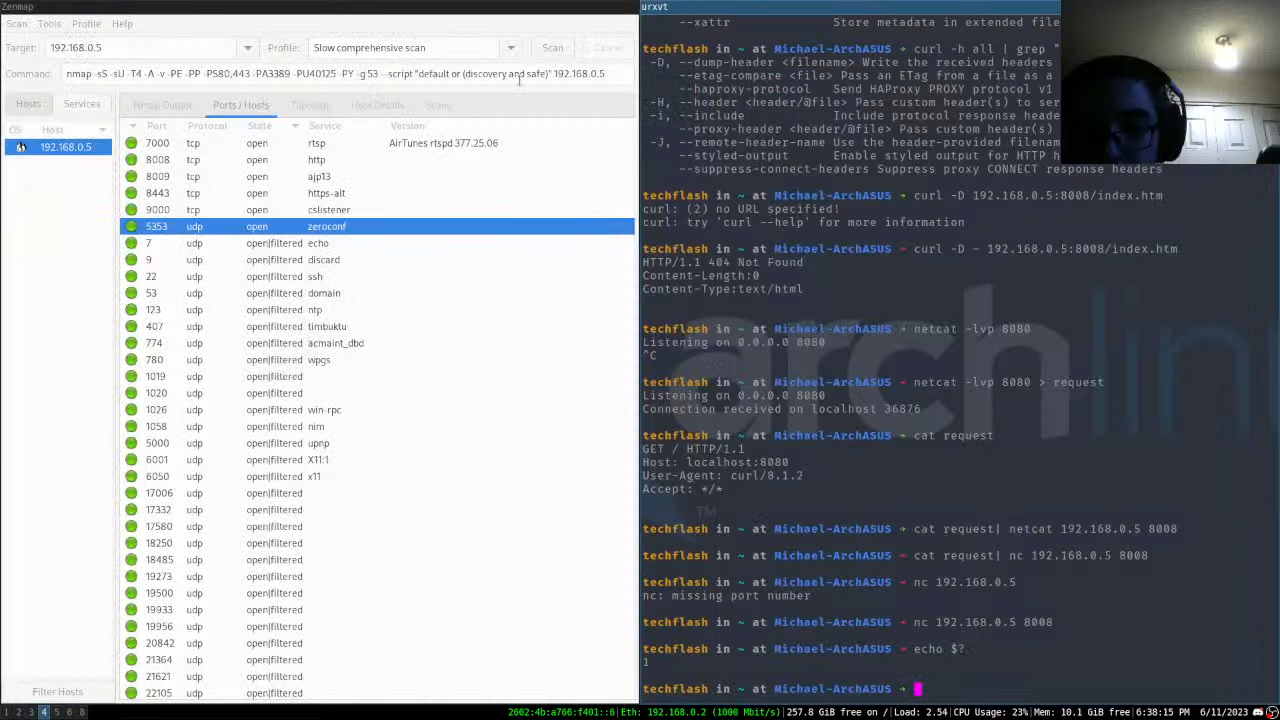 Zenmap
Scan Tools Profile Help
Target: 192.168.0.5 Profile: Slow comprehensive scan Scan Cancel
Command: nmap -sS -sU -T4 -A -v -PE -PP -PS80,443 -PA3389 -PU40125 -PY -g 53 --script "default or (discovery and safe)" 192.168.0.5
Hosts Services Nmap Output Ports / Hosts Topology Host Details Scans
OS Host
192.168.0.5
Port Protocol State Service Version
7000 tcp open rtsp AirTunes rtspd 377.25.06
8008 tcp open http
8009 tcp open ajp13
8443 tcp open https-alt
9000 tcp open cslistener
5353 udp open zeroconf
7 udp open|filtered echo
9 udp open|filtered discard
22 udp open|filtered ssh
53 udp open|filtered domain
123 udp open|filtered ntp
407 udp open|filtered timbuktu
774 udp open|filtered acmaint_dbd
780 udp open|filtered wpgs
1019 udp open|filtered
1020 udp open|filtered
1026 udp open|filtered win-rpc
1058 udp open|filtered nim
5000 udp open|filtered upnp
6001 udp open|filtered X11:1
6050 udp open|filtered x11
17006 udp open|filtered
17332 udp open|filtered
17580 udp open|filtered
18250 udp open|filtered
18485 udp open|filtered
19273 udp open|filtered
19500 udp open|filtered
19933 udp open|filtered
19956 udp open|filtered
20842 udp open|filtered
21364 udp open|filtered
21621 udp open|filtered
22105 udp open|filtered
Filter Hosts
urxvt
--xattr Store metadata in extended file
techflash in ~ at Michael-ArchASUS → curl -h all | grep "
-D, --dump-header <filename> Write the received headers
--etag-compare <file> Pass an ETag from a file as a
--haproxy-protocol Send HAProxy PROXY protocol v1
-H, --header <header/@file> Pass custom header(s) to ser
-i, --include Include protocol response head
--proxy-header <header/@file> Pass custom header(s) to
-J, --remote-header-name Use the header-provided filenam
--styled-output Enable styled output for HTTP h
--suppress-connect-headers Suppress proxy CONNECT response headers
techflash in ~ at Michael-ArchASUS → curl -D 192.168.0.5:8008/index.htm
curl: (2) no URL specified!
curl: try 'curl --help' for more information
techflash in ~ at Michael-ArchASUS → curl -D - 192.168.0.5:8008/index.htm
HTTP/1.1 404 Not Found
Content-Length:0
Content-Type:text/html
techflash in ~ at Michael-ArchASUS → netcat -lvp 8080
Listening on 0.0.0.0 8080
^C
techflash in ~ at Michael-ArchASUS → netcat -lvp 8080 > request
Listening on 0.0.0.0 8080
Connection received on localhost 36876
techflash in ~ at Michael-ArchASUS → cat request
GET / HTTP/1.1
Host: localhost:8080
User-Agent: curl/8.1.2
Accept: */*
techflash in ~ at Michael-ArchASUS → cat request| netcat 192.168.0.5 8008
techflash in ~ at Michael-ArchASUS → cat request| nc 192.168.0.5 8008
techflash in ~ at Michael-ArchASUS → nc 192.168.0.5
nc: missing port number
techflash in ~ at Michael-ArchASUS → nc 192.168.0.5 8008
techflash in ~ at Michael-ArchASUS → echo $?
1
techflash in ~ at Michael-ArchASUS →
archlin
TM
1 2 3 4 5 6 8 2602:4b:a766:f401::6| Eth: 192.168.0.2 (1000 Mbit/s)| 257.8 GiB free on /| Load: 2.54| CPU Usage: 23%| Mem: 10.1 GiB free| 6/11/2023 @ 6:38:15 PM